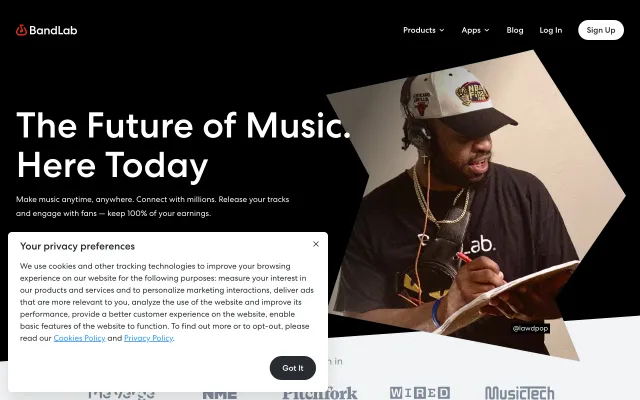 BandLab
Products
Apps
Blog
Log In
Sign Up
The Future of Music.
Here Today
Make music anytime, anywhere. Connect with millions. Release your tracks
and engage with fans — keep 100% of your earnings.
Lab.
@lawdpop
Your privacy preferences
We use cookies and other tracking technologies to improve your browsing
experience on our website for the following purposes: measure your interest in
our products and services and to personalize marketing interactions, deliver ads
that are more relevant to you, analyze the use of the website and improve its
performance, provide a better customer experience on the website, enable
basic features of the website to function. To find out more or to opt-out, please
read our Cookies Policy and Privacy Policy.
Got It
in
NME
Pitchfork
WIRED
MusicTech